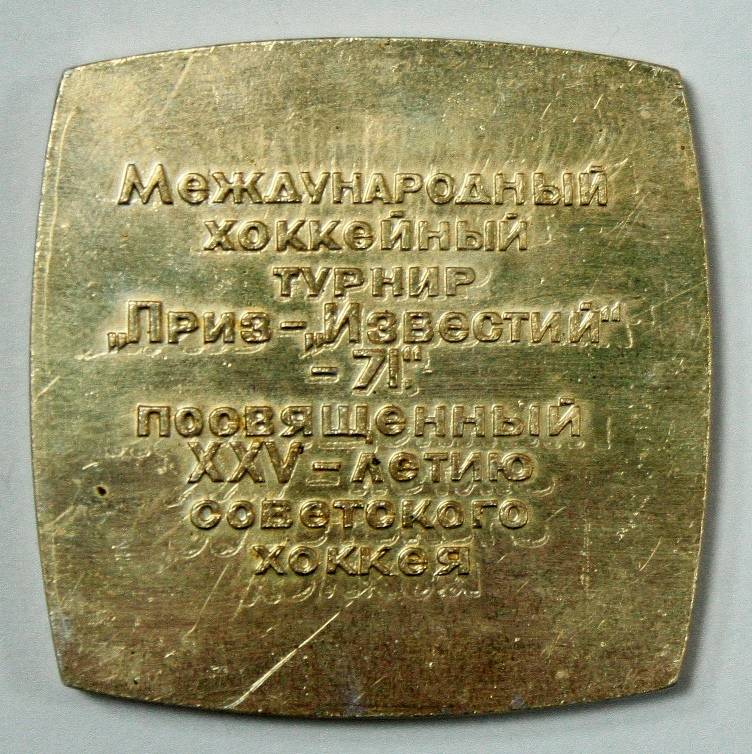 Международный
хоккейный
турнир
„Приз-„Известий“
-71“.
посвященный
XXV-летию
советского
хоккея